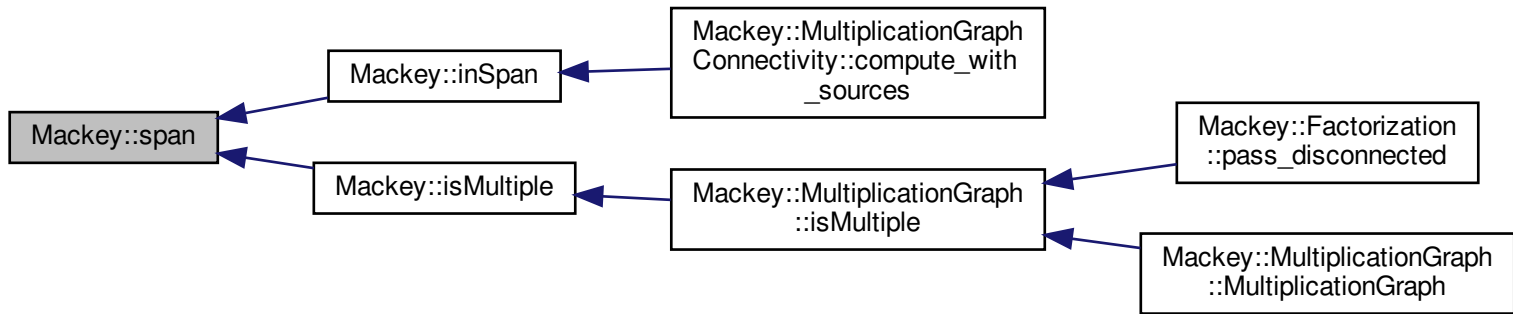 Mackey::span
Mackey::inSpan
Mackey::isMultiple
Mackey::MultiplicationGraph
Connectivity::compute_with
_sources
Mackey::MultiplicationGraph
::isMultiple
Mackey::Factorization
::pass_disconnected
Mackey::MultiplicationGraph
::MultiplicationGraph